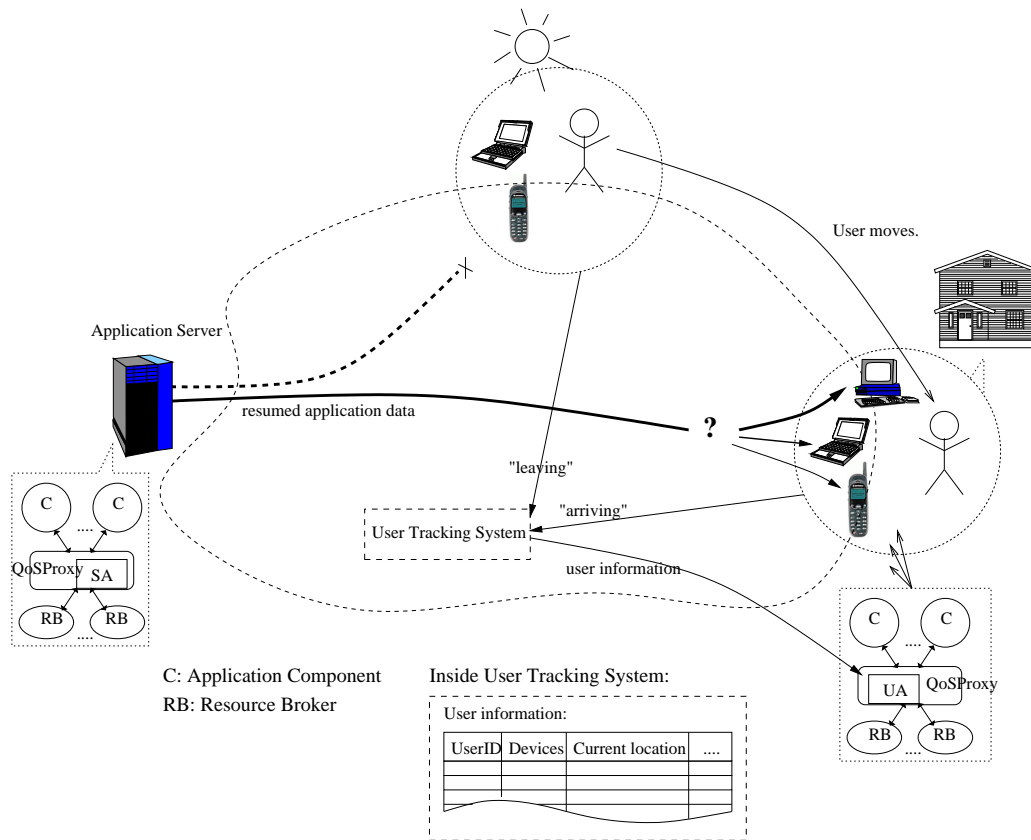 User moves.
Application Server
resumed application data
?
"leaving"
"arriving"
User Tracking System
user information
C
....
C
QoSProxy
SA
RB
....
RB
C
....
C
UA
QoSProxy
RB
....
RB
C: Application Component
RB: Resource Broker
Inside User Tracking System:
User information:
UserID Devices Current location ....